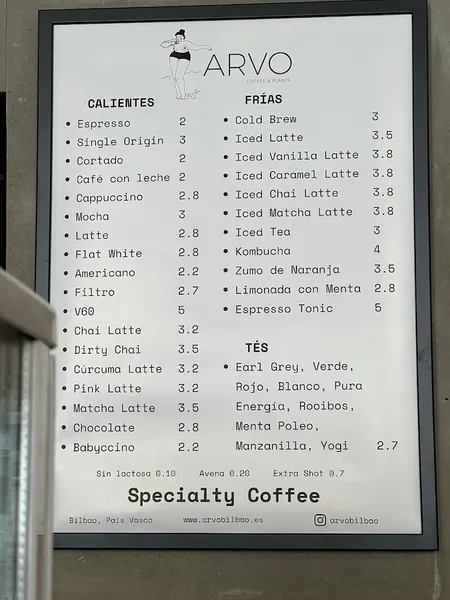 ARVO
COFFEE & PLANTS
CALIENTES
• Espresso 2
• Single Origin 3
• Cortado 2
• Café con leche 2
• Cappuccino 2.8
• Mocha 3
• Latte 2.8
• Flat White 2.8
• Americano 2.2
• Filtro 2.7
• V60 5
• Chai Latte 3.2
• Dirty Chai 3.5
• Cúrcuma Latte 3.2
• Pink Latte 3.2
• Matcha Latte 3.5
• Chocolate 2.8
• Babyccino 2.2
FRÍAS
• Cold Brew 3
• Iced Latte 3.5
• Iced Vanilla Latte 3.8
• Iced Caramel Latte 3.8
• Iced Chai Latte 3.8
• Iced Matcha Latte 3.8
• Iced Tea 3
• Kombucha 4
• Zumo de Naranja 3.5
• Limonada con Menta 2.8
• Espresso Tonic 5
TÉS
• Earl Grey, Verde,
Rojo, Blanco, Pura
Energía, Rooibos,
Menta Poleo,
Manzanilla, Yogi 2.7
Sin lactosa 0.10 Avena 0.20 Extra Shot 0.7
Specialty Coffee
Bilbao, País Vasco www.arvobilbao.es arvobilbao